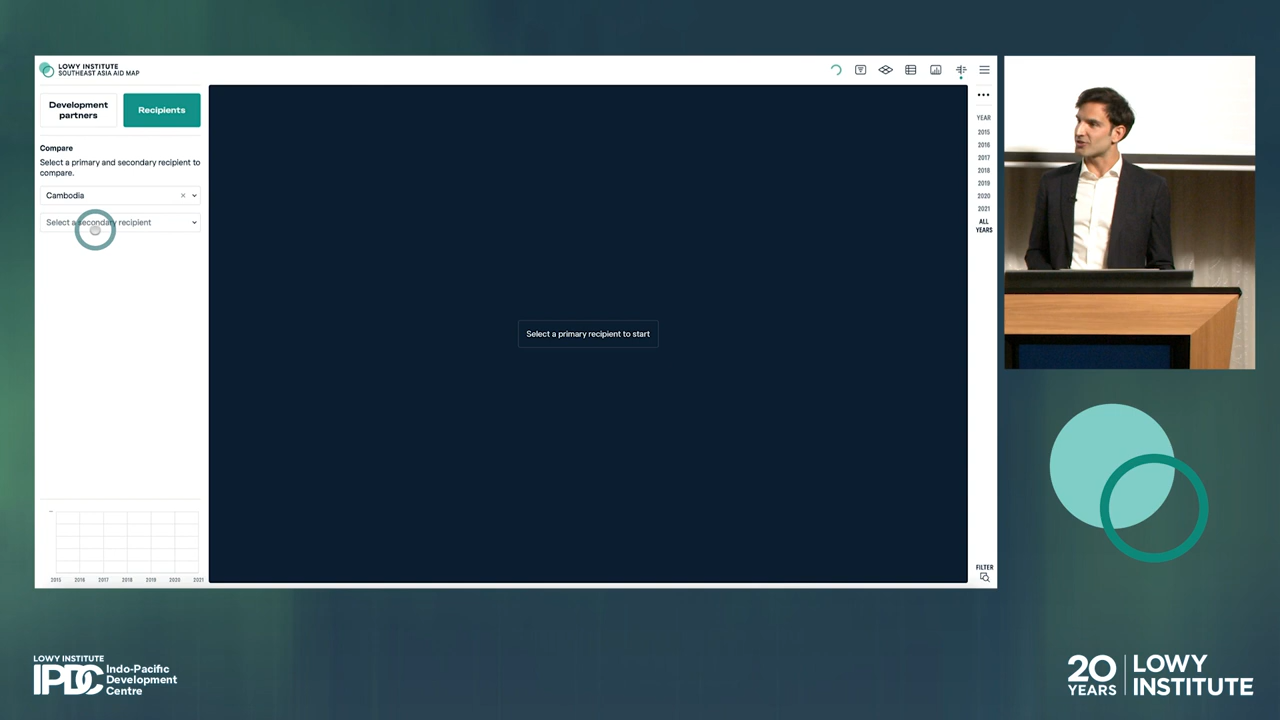 LOWY INSTITUTE
SOUTHEAST ASIA AID MAP
Development
partners
Recipients
Compare
Select a primary and secondary recipient to
compare.
Cambodia
Select a secondary recipient
2015 2016 2017 2018 2019 2020 2021
Select a primary recipient to start
YEAR
2015
2016
2017
2018
2019
2020
2021
ALL
YEARS
FILTER
LOWY INSTITUTE
IPDC
Indo-Pacific
Development
Centre
20
YEARS
LOWY
INSTITUTE